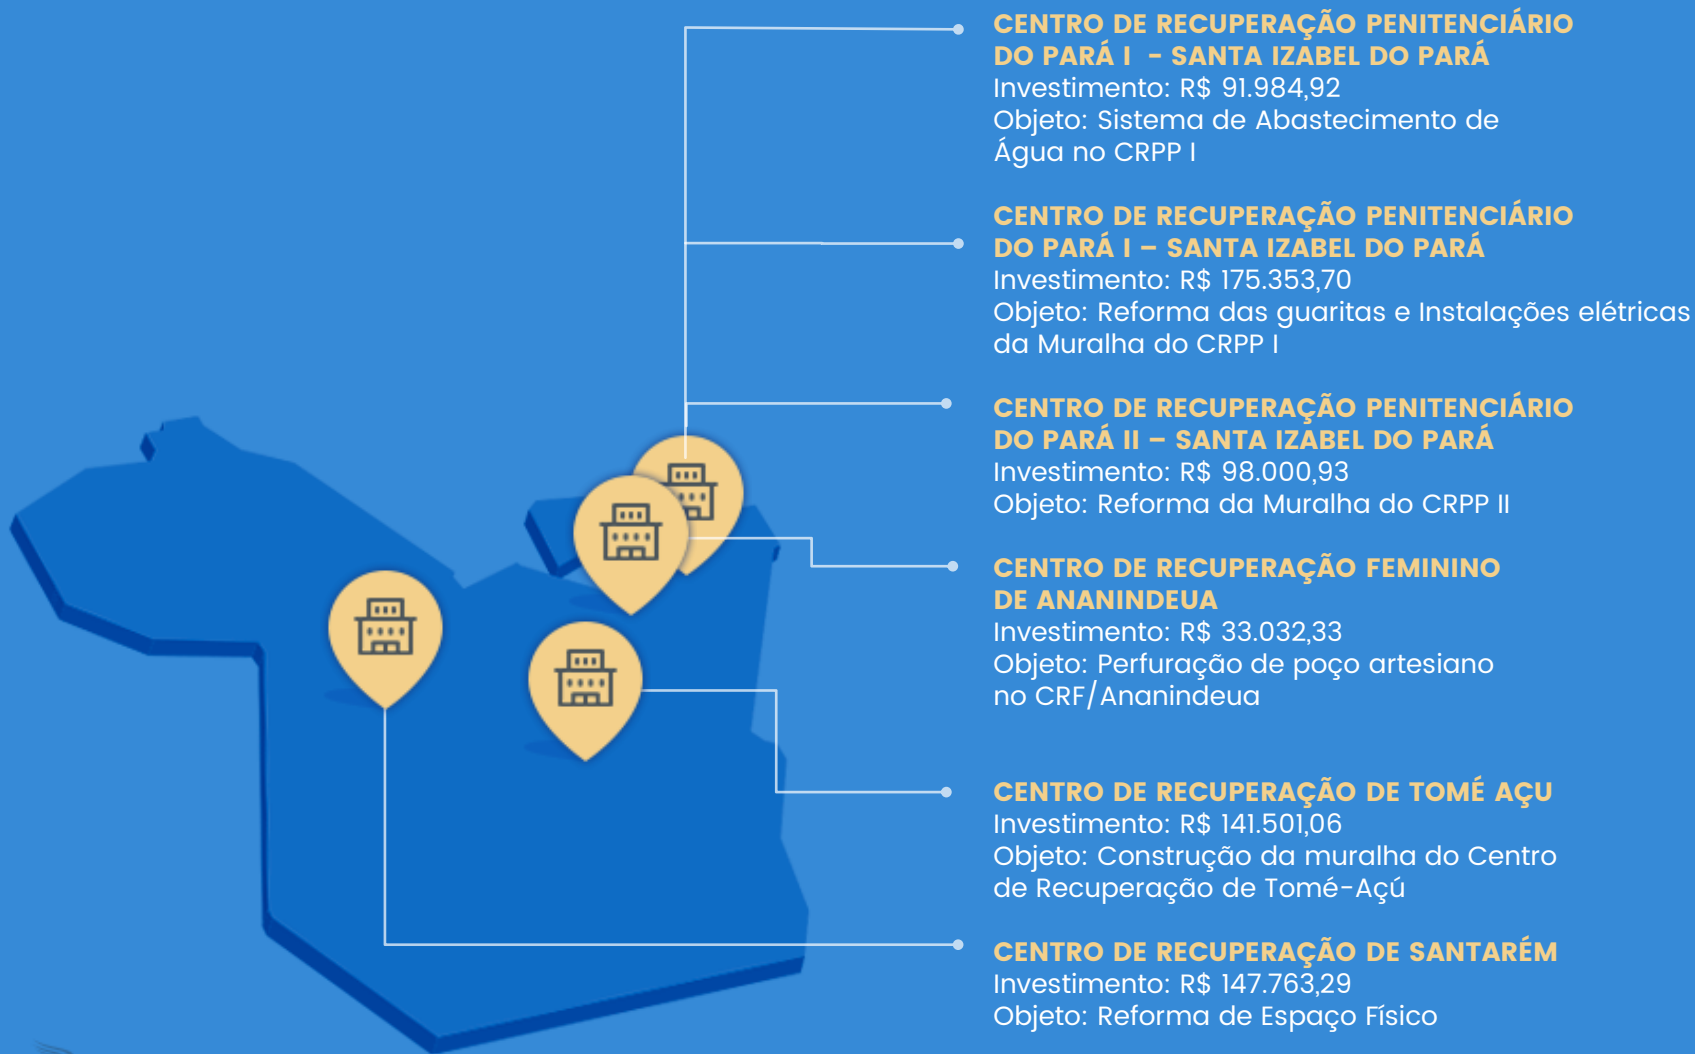 CENTRO DE RECUPERAÇÃO PENITENCIÁRIO
DO PARÁ I - SANTA IZABEL DO PARÁ
Investimento: R$ 91.984,92
Objeto: Sistema de Abastecimento de
Água no CRPP I
CENTRO DE RECUPERAÇÃO PENITENCIÁRIO
DO PARÁ I – SANTA IZABEL DO PARÁ
Investimento: R$ 175.353,70
Objeto: Reforma das guaritas e Instalações elétricas
da Muralha do CRPP I
CENTRO DE RECUPERAÇÃO PENITENCIÁRIO
DO PARÁ II – SANTA IZABEL DO PARÁ
Investimento: R$ 98.000,93
Objeto: Reforma da Muralha do CRPP II
CENTRO DE RECUPERAÇÃO FEMININO
DE ANANINDEUA
Investimento: R$ 33.032,33
Objeto: Perfuração de poço artesiano
no CRF/Ananindeua
CENTRO DE RECUPERAÇÃO DE TOMÉ AÇU
Investimento: R$ 141.501,06
Objeto: Construção da muralha do Centro
de Recuperação de Tomé-Açú
CENTRO DE RECUPERAÇÃO DE SANTARÉM
Investimento: R$ 147.763,29
Objeto: Reforma de Espaço Físico